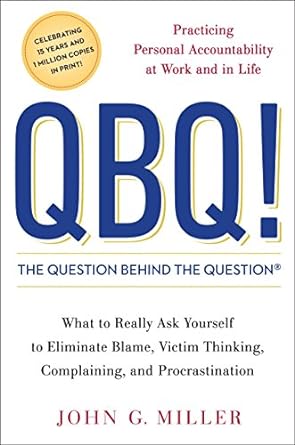 CELEBRATING
15 YEARS AND
1 MILLION COPIES
IN PRINT!
Practicing
Personal Accountability
at Work and in Life
QBQ!
THE QUESTION BEHIND THE QUESTION®
What to Really Ask Yourself
to Eliminate Blame, Victim Thinking,
Complaining, and Procrastination
JOHN G. MILLER